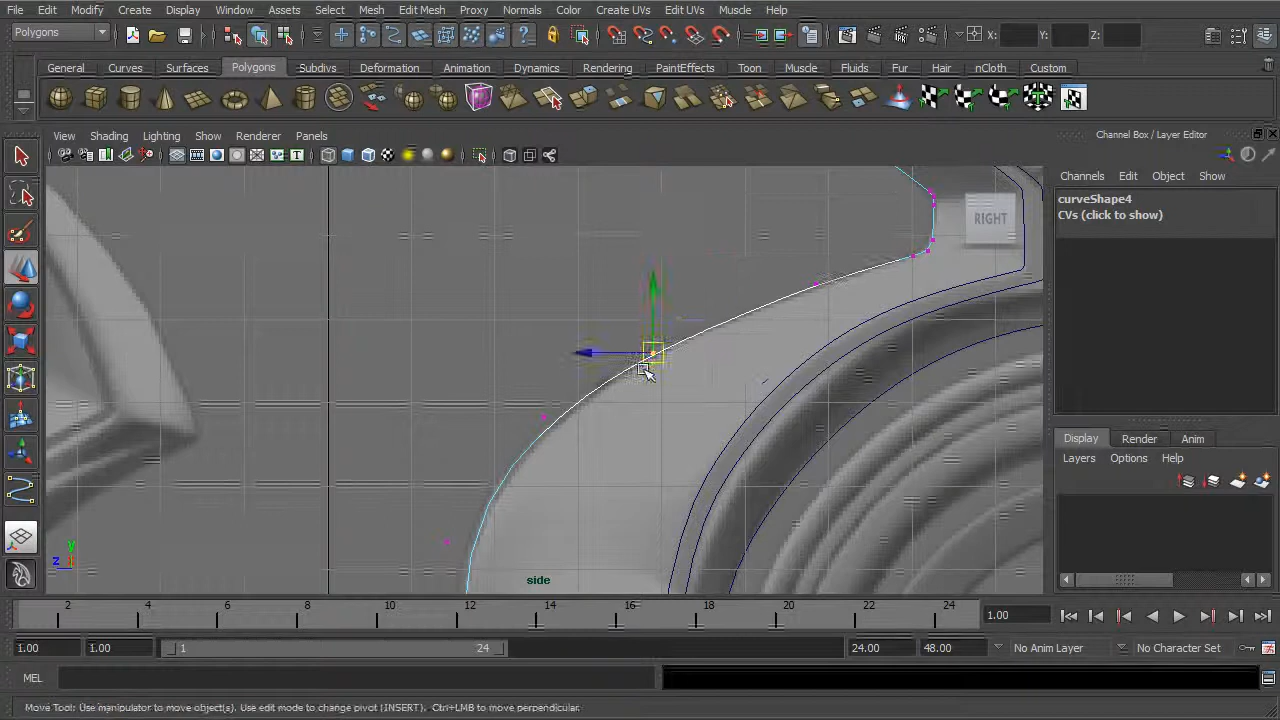 File Edit Modify Create Display Window Assets Select Mesh Edit Mesh Proxy Normals Color Create UVs Edit UVs Muscle Help
Polygons X: Y: Z:
General Curves Surfaces Polygons Subdivs Deformation Animation Dynamics Rendering PaintEffects Toon Muscle Fluids Fur Hair nCloth Custom
View Shading Lighting Show Renderer Panels
Channel Box / Layer Editor
Channels Edit Object Show
curveShape4
CVs (click to show)
RIGHT
Display Render Anim
Layers Options Help
y
z
side
2 4 6 8 10 12 14 16 18 20 22 24 1.00
1.00 1.00 1 24 24.00 48.00 No Anim Layer No Character Set
MEL
Move Tool: Use manipulator to move object(s). Use edit mode to change pivot (INSERT). Ctrl+LMB to move perpendicular.